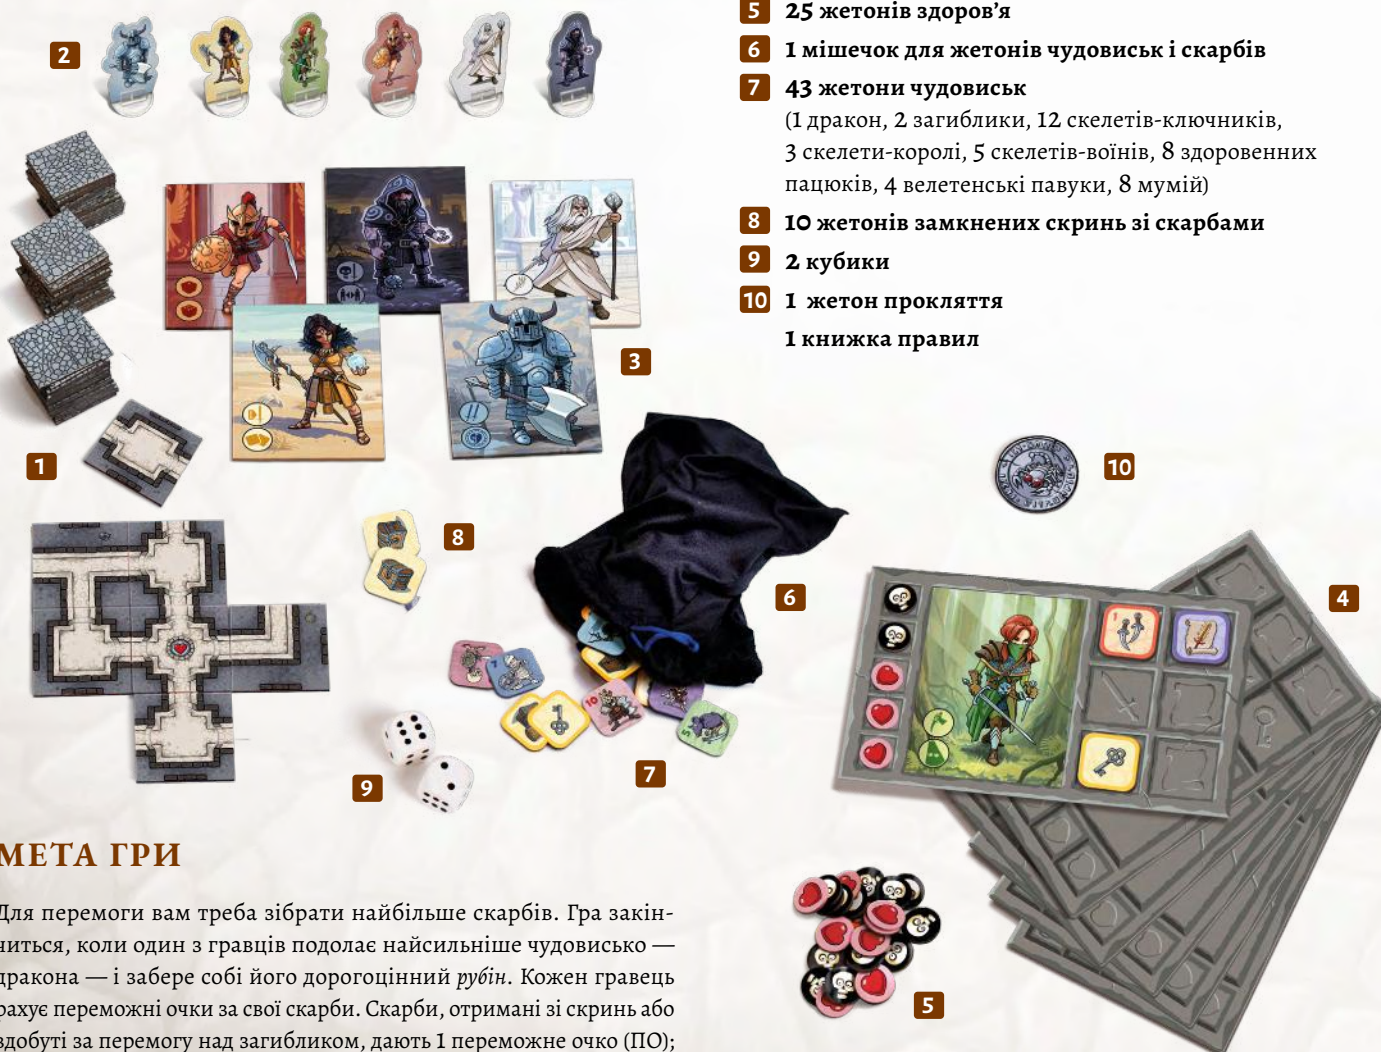 5 25 жетонів здоров’я
6 1 мішечок для жетонів чудовиськ і скарбів
7 43 жетони чудовиськ
(1 дракон, 2 загиблики, 12 скелетів-ключників,
3 скелети-королі, 5 скелетів-воїнів, 8 здоровенних
пацюків, 4 велетенські павуки, 8 мумій)
8 10 жетонів замкнених скринь зі скарбами
9 2 кубики
10 1 жетон прокляття
1 книжка правил
2
3
1
8
10
6
4
9
7
5
МЕТА ГРИ
Для перемоги вам треба зібрати найбільше скарбів. Гра закін-
читься, коли один з гравців подолає найсильніше чудовисько —
дракона — і забере собі його дорогоцінний рубін. Кожен гравець
рахує переможні очки за свої скарби. Скарби, отримані зі скринь або
здобуті за перемогу над загибликом, дають 1 переможне очко (ПО);